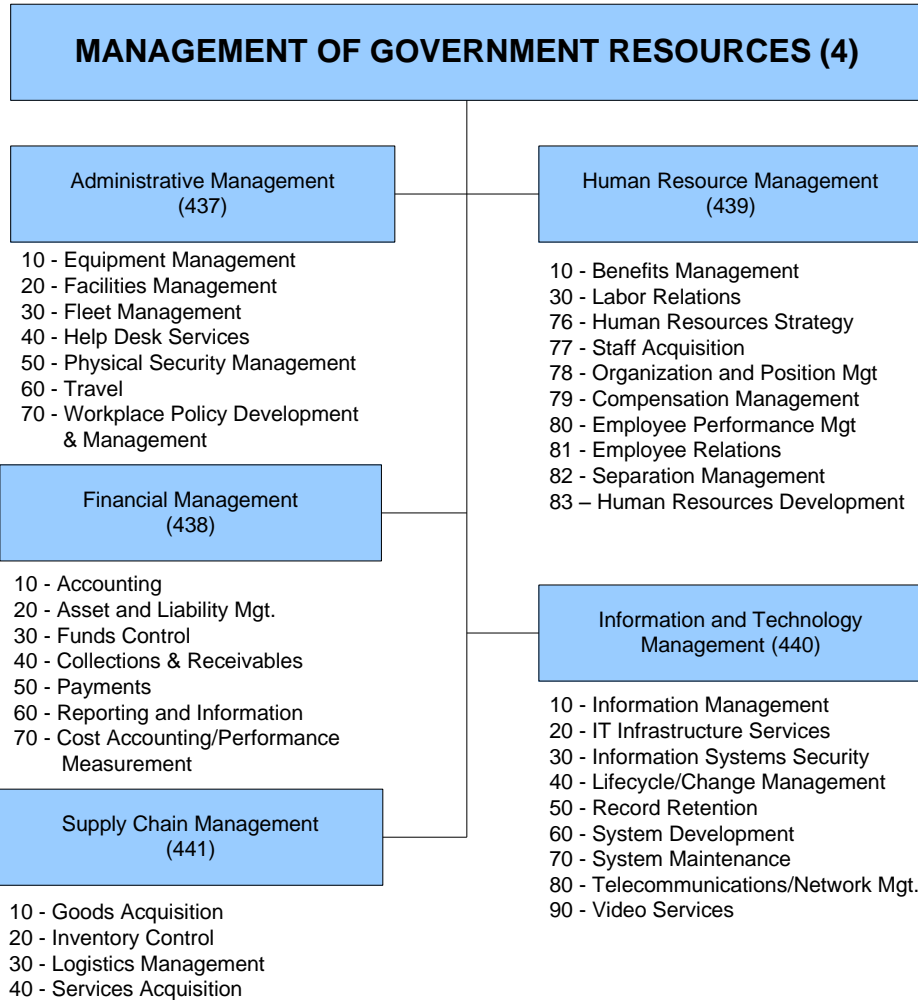 MANAGEMENT OF GOVERNMENT RESOURCES (4)
Administrative Management
(437)
10 - Equipment Management
20 - Facilities Management
30 - Fleet Management
40 - Help Desk Services
50 - Physical Security Management
60 - Travel
70 - Workplace Policy Development
& Management
Financial Management
(438)
10 - Accounting
20 - Asset and Liability Mgt.
30 - Funds Control
40 - Collections & Receivables
50 - Payments
60 - Reporting and Information
70 - Cost Accounting/Performance
Measurement
Supply Chain Management
(441)
10 - Goods Acquisition
20 - Inventory Control
30 - Logistics Management
40 - Services Acquisition
Human Resource Management
(439)
10 - Benefits Management
30 - Labor Relations
76 - Human Resources Strategy
77 - Staff Acquisition
78 - Organization and Position Mgt
79 - Compensation Management
80 - Employee Performance Mgt
81 - Employee Relations
82 - Separation Management
83 – Human Resources Development
Information and Technology
Management (440)
10 - Information Management
20 - IT Infrastructure Services
30 - Information Systems Security
40 - Lifecycle/Change Management
50 - Record Retention
60 - System Development
70 - System Maintenance
80 - Telecommunications/Network Mgt.
90 - Video Services